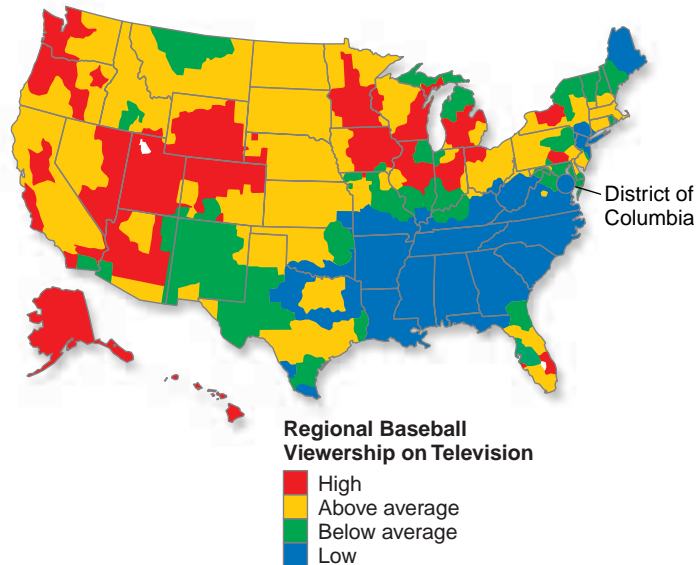 District of
Columbia
Regional Baseball
Viewership on Television
High
Above average
Below average
Low